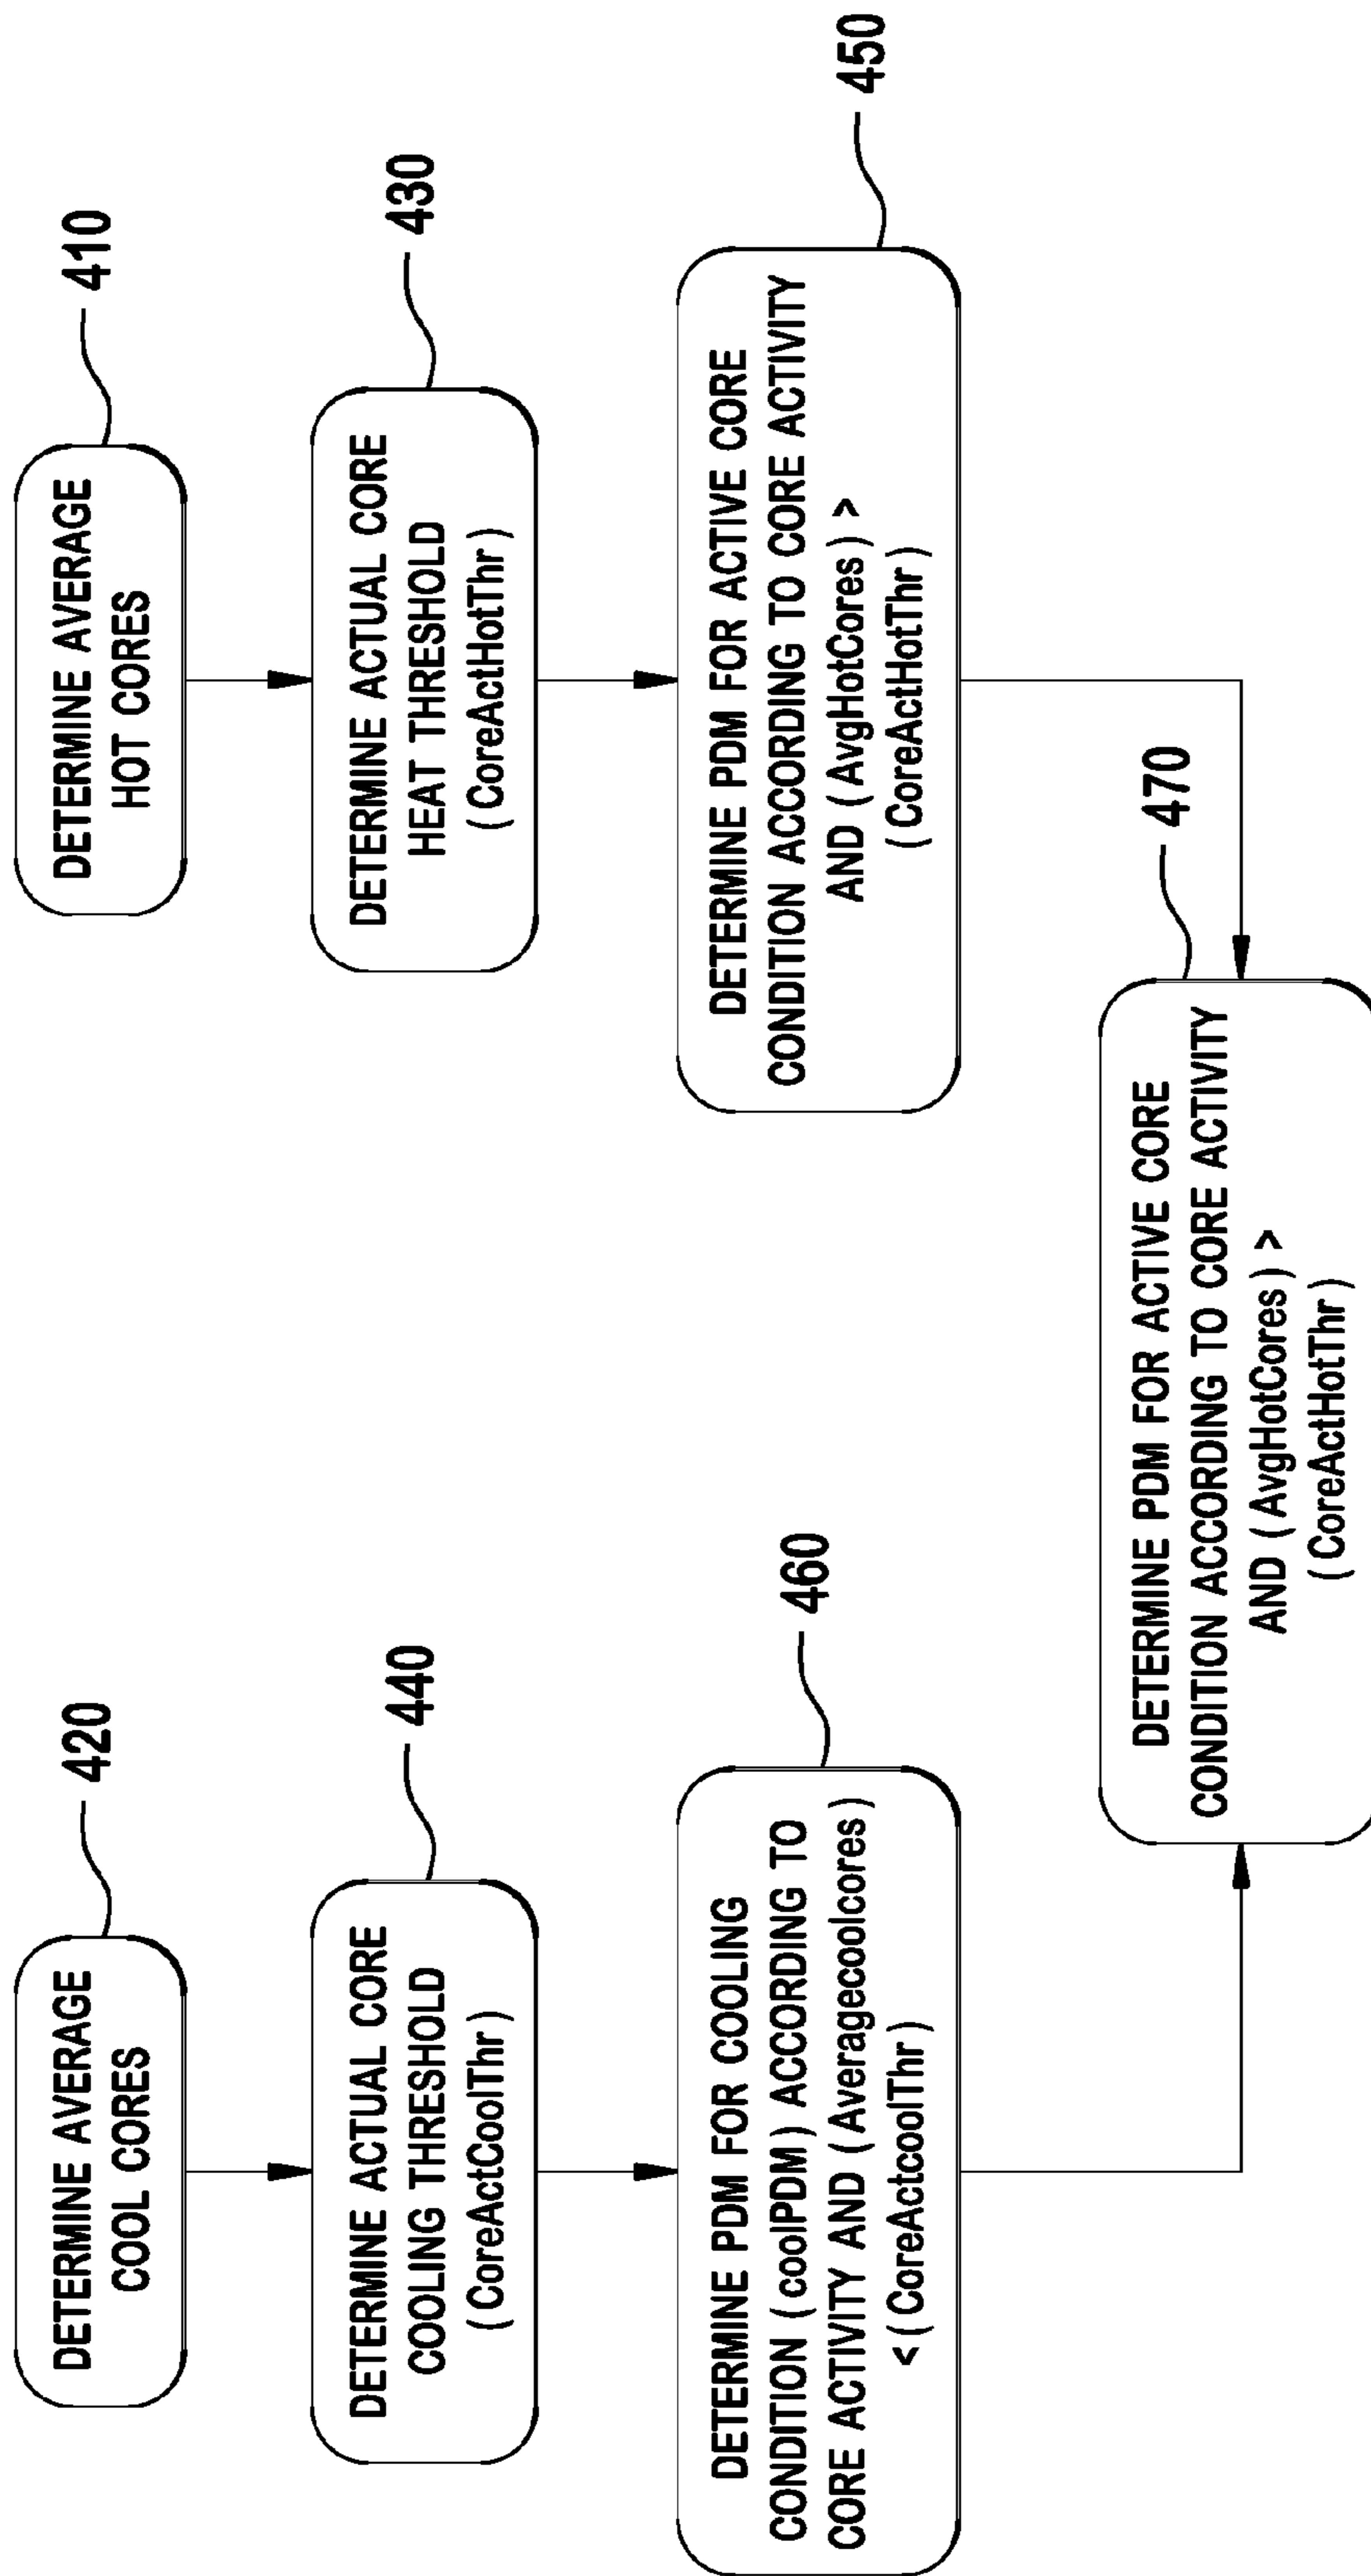 420
DETERMINE AVERAGE
COOL CORES
410
DETERMINE AVERAGE
HOT CORES
440
DETERMINE ACTUAL CORE
COOLING THRESHOLD
(CoreActCoolThr)
430
DETERMINE ACTUAL CORE
HEAT THRESHOLD
(CoreActHotThr)
460
DETERMINE PDM FOR COOLING
CONDITION (coolPDM) ACCORDING TO
CORE ACTIVITY AND (Averagecoolcores)
<(CoreActcoolThr)
450
DETERMINE PDM FOR ACTIVE CORE
CONDITION ACCORDING TO CORE ACTIVITY
AND (AvgHotCores) >
(CoreActHotThr)
470
DETERMINE PDM FOR ACTIVE CORE
CONDITION ACCORDING TO CORE ACTIVITY
AND (AvgHotCores) >
(CoreActHotThr)